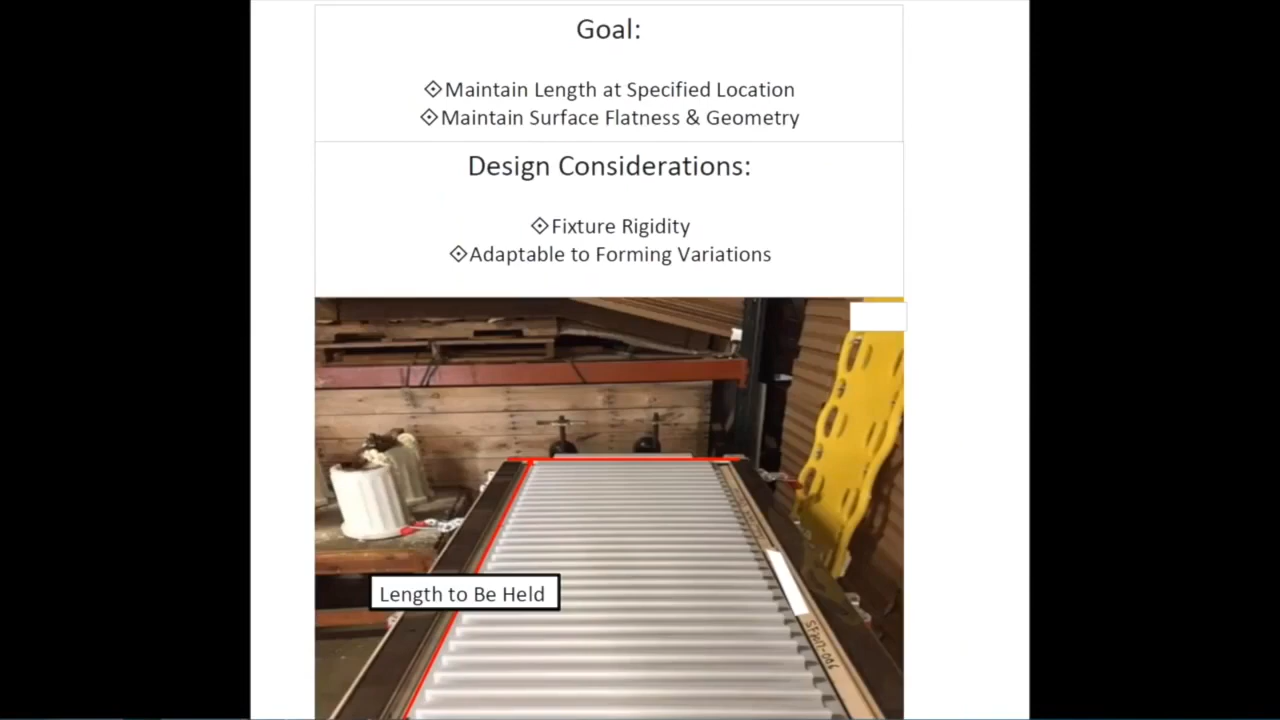 Goal:
Maintain Length at Specified Location
Maintain Surface Flatness & Geometry
Design Considerations:
Fixture Rigidity
Adaptable to Forming Variations
Length to Be Held